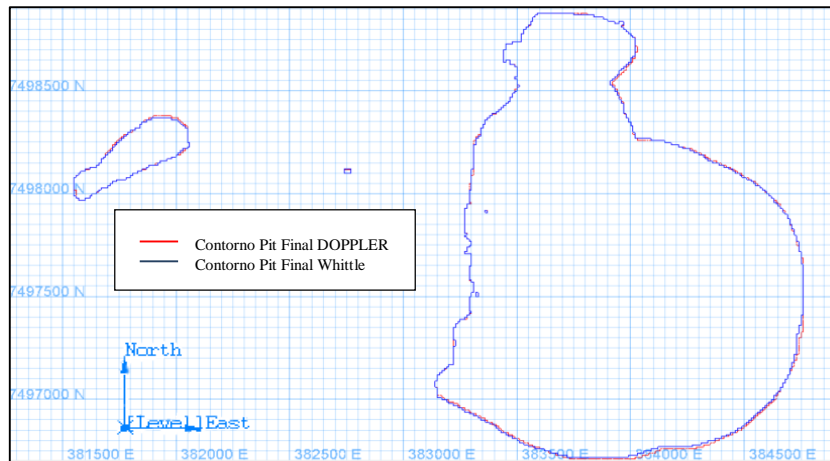 7498500 N
7498000 N
Contorno Pit Final DOPPLER
Contorno Pit Final Whittle
7497500 N
North
7497000 N
[Level]East
381500 E
382000 E
382500 E
383000 E
383500 E
384000 E
384500 E